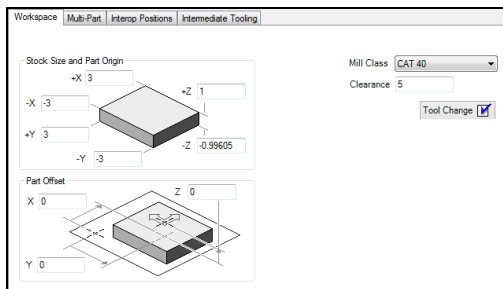 Workspace Multi-Part Interop Positions Intermediate Tooling
Stock Size and Part Origin
+X 3
+Z 1
-X -3
+Y 3
-Z -0.99605
-Y -3
Mill Class CAT 40
Clearance 5
Tool Change
Part Offset
Z 0
X 0
Y 0